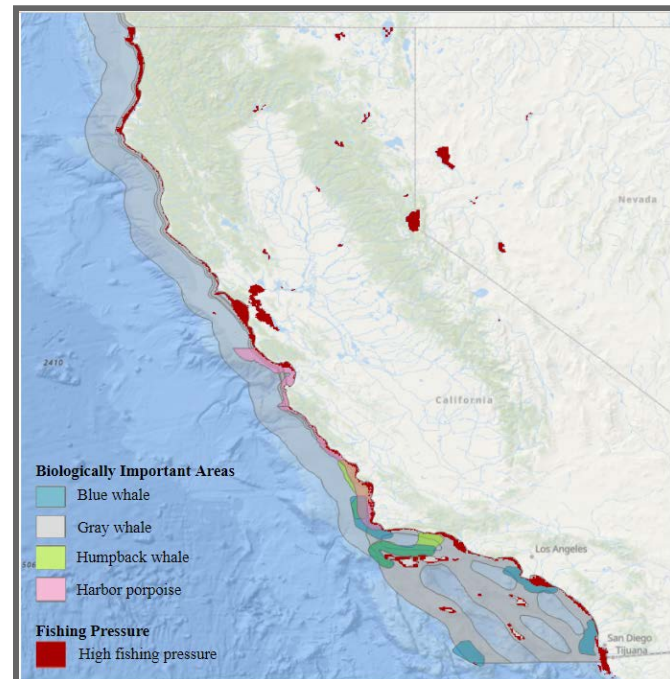 Nevada
2410
California
Biologically Important Areas
Blue whale
Gray whale
Humpback whale
Harbor porpoise
Los Angeles
Fishing Pressure
High fishing pressure
San Diego
Tijuana